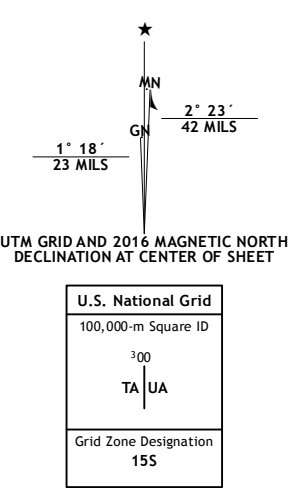 ★
MN
GN
2° 23´
42 MILS
1° 18´
23 MILS
UTM GRID AND 2016 MAGNETIC NORTH
DECLINATION AT CENTER OF SHEET
U.S. National Grid
100,000-m Square ID
³00
TA UA
Grid Zone Designation
15S